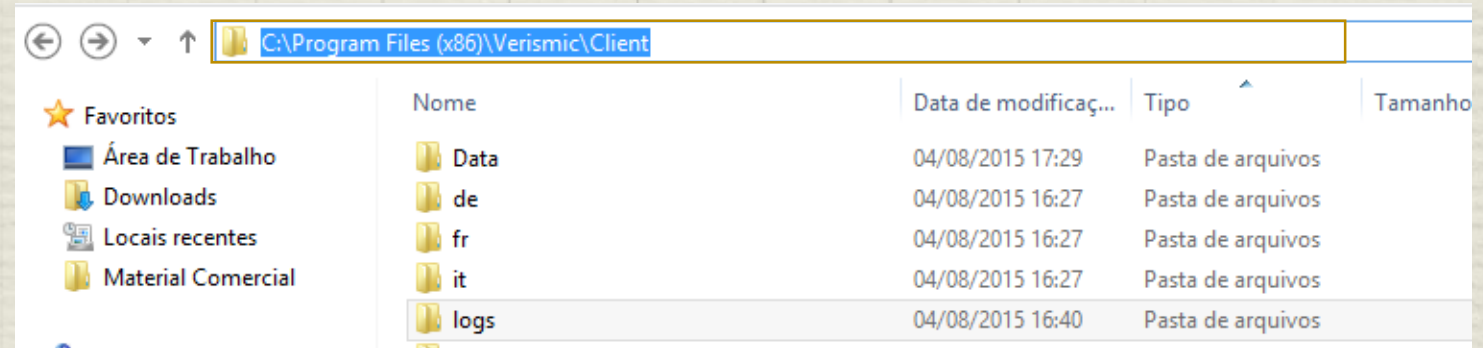 C:\Program Files (x86)\Verismic\Client
Nome Data de modificaç... Tipo Tamanho
Favoritos
Área de Trabalho
Downloads
Locais recentes
Material Comercial
Data 04/08/2015 17:29 Pasta de arquivos
de 04/08/2015 16:27 Pasta de arquivos
fr 04/08/2015 16:27 Pasta de arquivos
it 04/08/2015 16:27 Pasta de arquivos
logs 04/08/2015 16:40 Pasta de arquivos